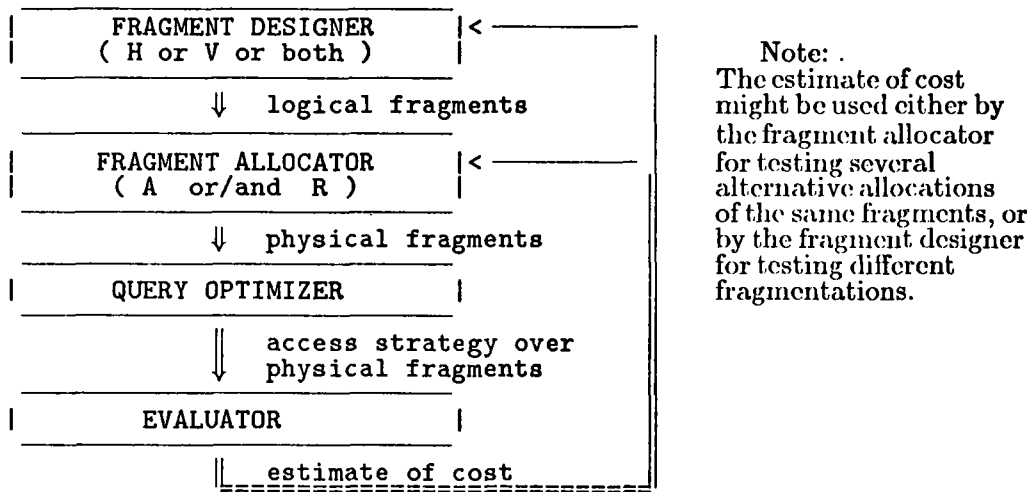 FRAGMENT DESIGNER
( H or V or both )
logical fragments
FRAGMENT ALLOCATOR
( A or/and R )
physical fragments
QUERY OPTIMIZER
access strategy over
physical fragments
EVALUATOR
estimate of cost
Note: .
The estimate of cost
might be used either by
the fragment allocator
for testing several
alternative allocations
of the same fragments, or
by the fragment designer
for testing different
fragmentations.